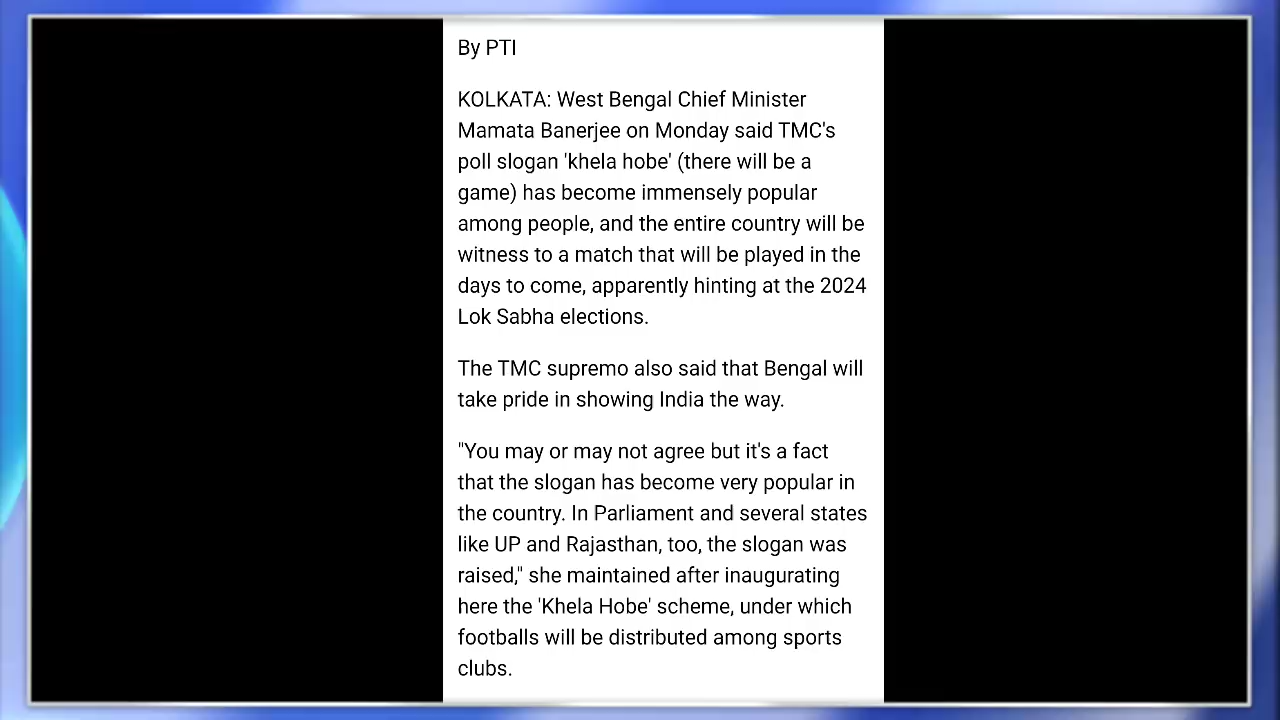 By PTI
KOLKATA: West Bengal Chief Minister
Mamata Banerjee on Monday said TMC's
poll slogan 'khela hobe' (there will be a
game) has become immensely popular
among people, and the entire country will be
witness to a match that will be played in the
days to come, apparently hinting at the 2024
Lok Sabha elections.
The TMC supremo also said that Bengal will
take pride in showing India the way.
"You may or may not agree but it's a fact
that the slogan has become very popular in
the country. In Parliament and several states
like UP and Rajasthan, too, the slogan was
raised," she maintained after inaugurating
here the 'Khela Hobe' scheme, under which
footballs will be distributed among sports
clubs.